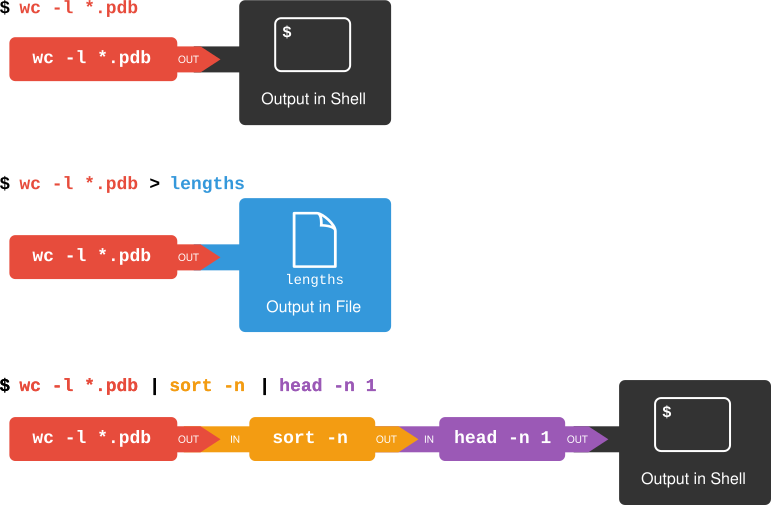 $ wc -l *.pdb
$
wc -l *.pdb OUT
Output in Shell
$ wc -l *.pdb > lengths
wc -l *.pdb OUT
lengths
Output in File
$ wc -l *.pdb | sort -n | head -n 1
$
wc -l *.pdb OUT IN sort -n OUT IN head -n 1 OUT
Output in Shell